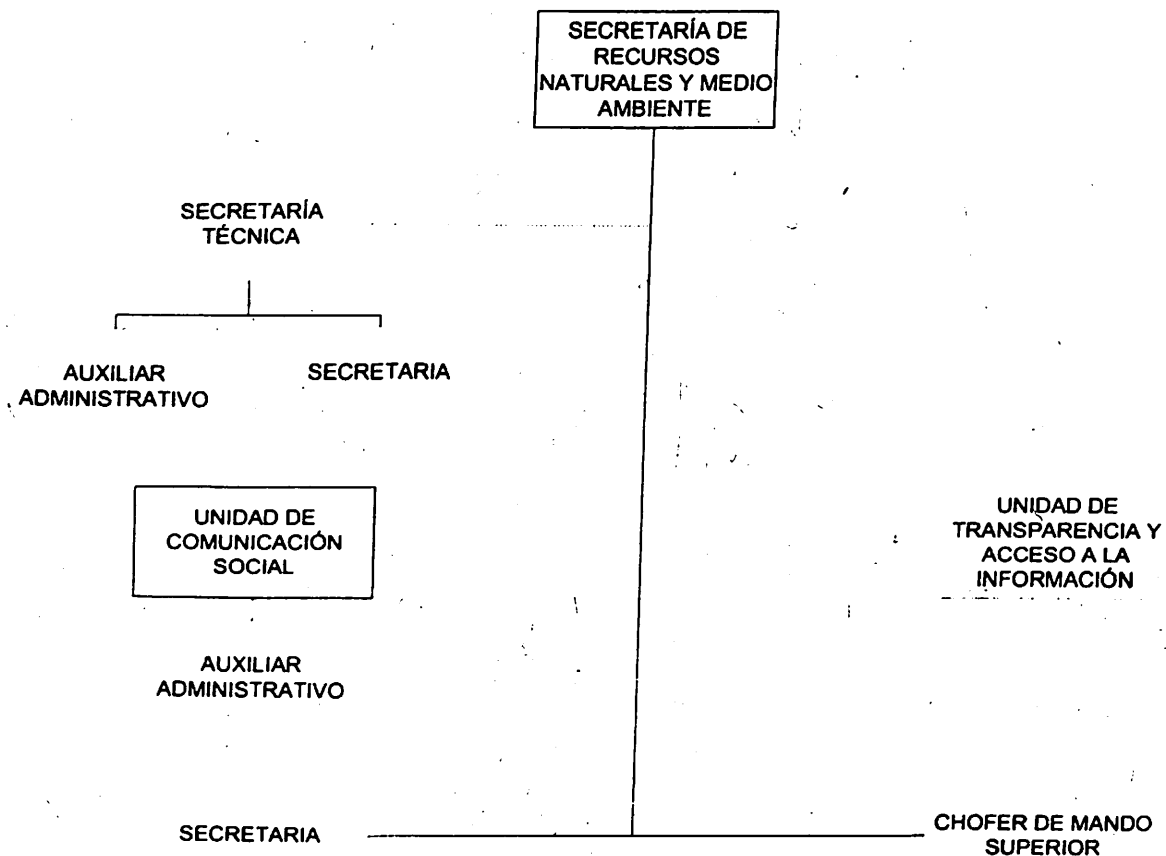 SECRETARÍA DE
RECURSOS
NATURALES Y MEDIO
AMBIENTE
SECRETARÍA
TÉCNICA
AUXILIAR
ADMINISTRATIVO
SECRETARIA
UNIDAD DE
COMUNICACIÓN
SOCIAL
UNIDAD DE
TRANSPARENCIA Y
ACCESO A LA
INFORMACIÓN
AUXILIAR
ADMINISTRATIVO
SECRETARIA
CHOFER DE MANDO
SUPERIOR